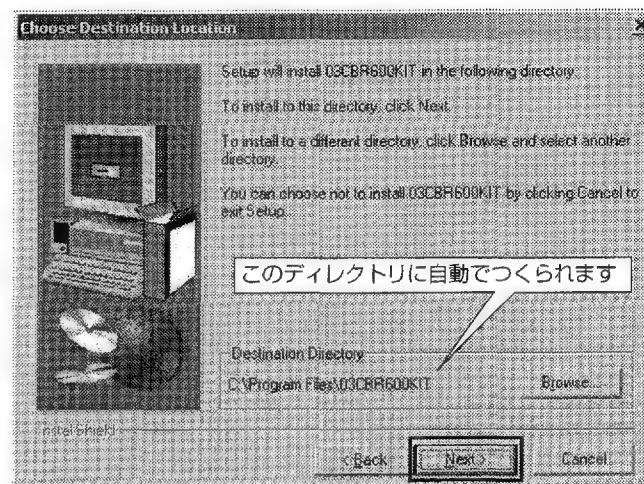 Choose Destination Location
Setup will install 03CBR600KIT in the following directory.
To install to this directory, click Next.
To install to a different directory, click Browse and select another
directory.
You can choose not to install 03CBR600KIT by clicking Cancel to
exit Setup.
このディレクトリに自動でつくられます
Destination Directory
C:\Program Files\03CBR600KIT
Browse...
InstallShield
< Back
Next >
Cancel